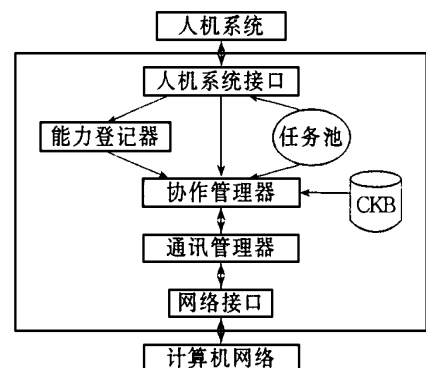 人机系统
人机系统接口
能力登记器
任务池
协作管理器
CKB
通讯管理器
网络接口
计算机网络